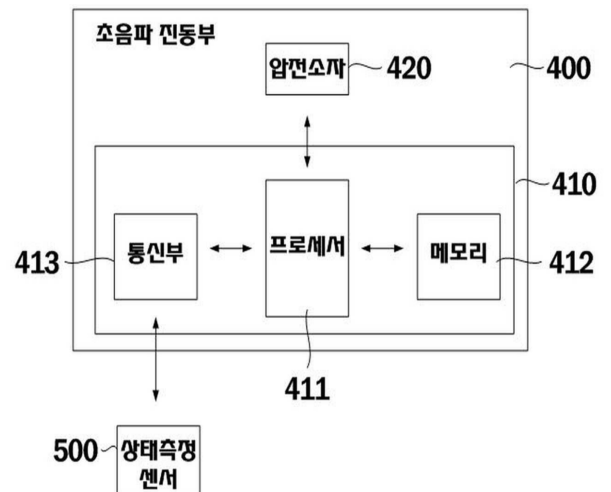 초음파 진동부
압전소자 420
400
410
통신부 프로세서 메모리
413 412
411
500 상태측정
센서